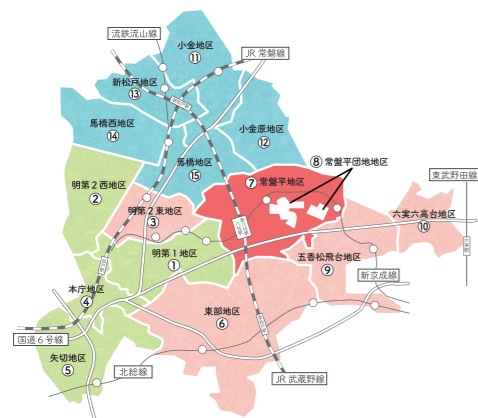 流鉄流山線
小金地区
⑪
JR 常磐線
新松戸地区
⑬
馬橋西地区
⑭
小金原地区
⑫
馬橋地区
⑮
⑧ 常盤平団地地区
⑦ 常盤平地区
東武野田線
明第２西地区
②
明第２東地区
③
六実六高台地区
⑩
明第１地区
①
五香松飛台地区
⑨
新京成線
本庁地区
④
東部地区
⑥
国道６号線
矢切地区
⑤
北総線
JR 武蔵野線